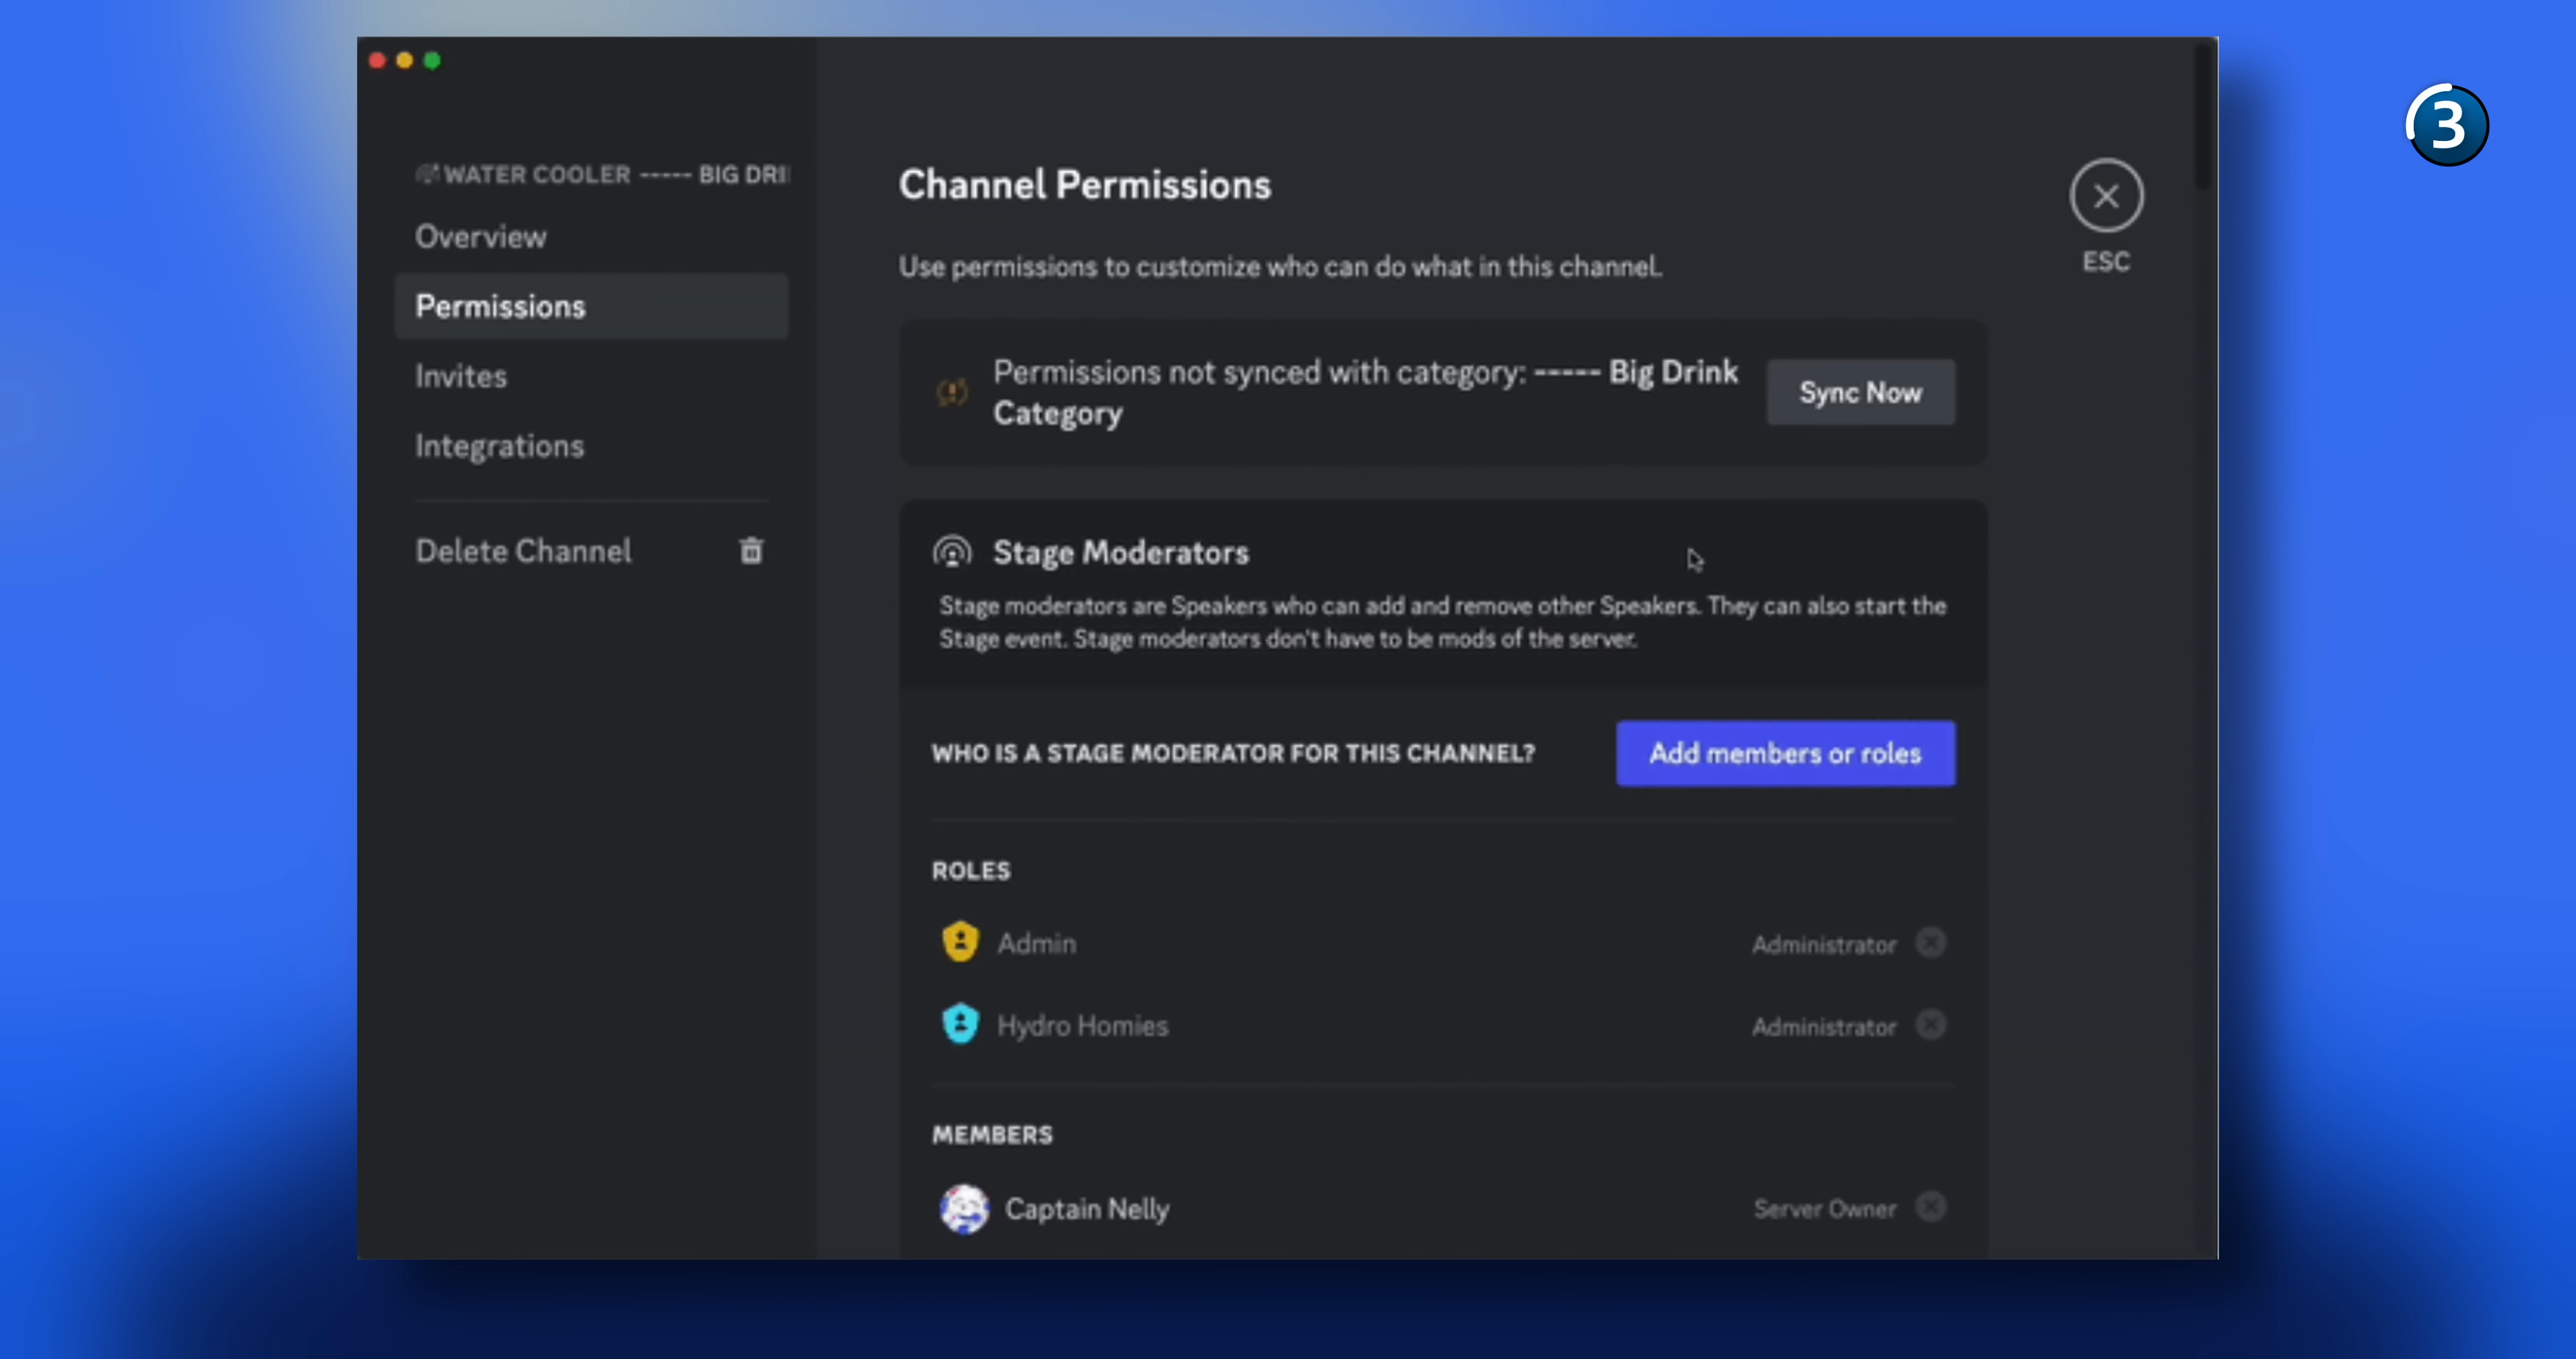 3
WATER COOLER ----- BIG DRI
Overview
Permissions
Invites
Integrations
Delete Channel
Channel Permissions
Use permissions to customize who can do what in this channel.
Permissions not synced with category: ----- Big Drink
Category
Sync Now
ESC
Stage Moderators
Stage moderators are Speakers who can add and remove other Speakers. They can also start the
Stage event. Stage moderators don't have to be mods of the server.
WHO IS A STAGE MODERATOR FOR THIS CHANNEL?
Add members or roles
ROLES
Admin
Administrator
Hydro Homies
Administrator
MEMBERS
Captain Nelly
Server Owner